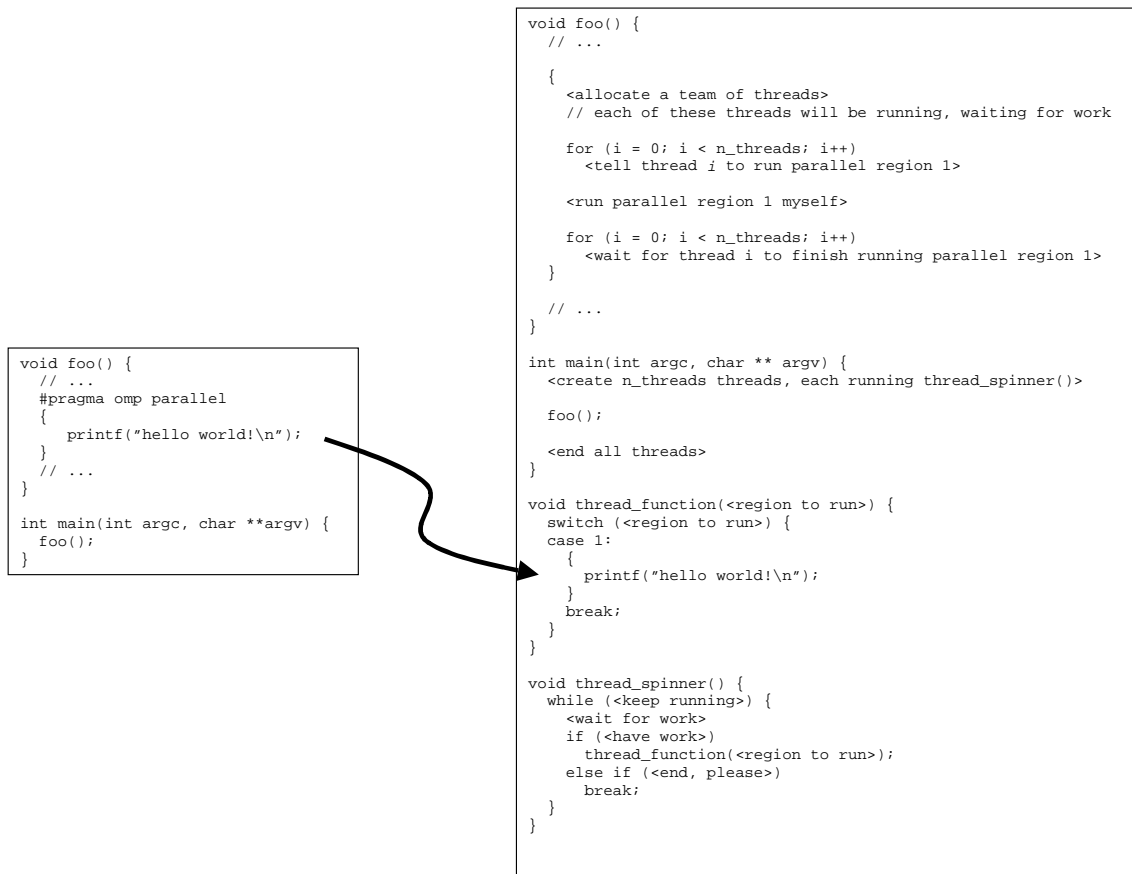 void foo() {
  // ...
  #pragma omp parallel
  {
     printf("hello world!\n");
  }
  // ...
}

int main(int argc, char **argv) {
  foo();
}

void foo() {
  // ...

  {
    <allocate a team of threads>
    // each of these threads will be running, waiting for work

    for (i = 0; i < n_threads; i++)
      <tell thread i to run parallel region 1>

    <run parallel region 1 myself>

    for (i = 0; i < n_threads; i++)
      <wait for thread i to finish running parallel region 1>
  }

  // ...
}

int main(int argc, char ** argv) {
  <create n_threads threads, each running thread_spinner()>

  foo();

  <end all threads>
}

void thread_function(<region to run>) {
  switch (<region to run>) {
  case 1:
    {
      printf("hello world!\n");
    }
    break;
  }
}

void thread_spinner() {
  while (<keep running>) {
    <wait for work>
    if (<have work>)
      thread_function(<region to run>);
    else if (<end, please>)
      break;
  }
}